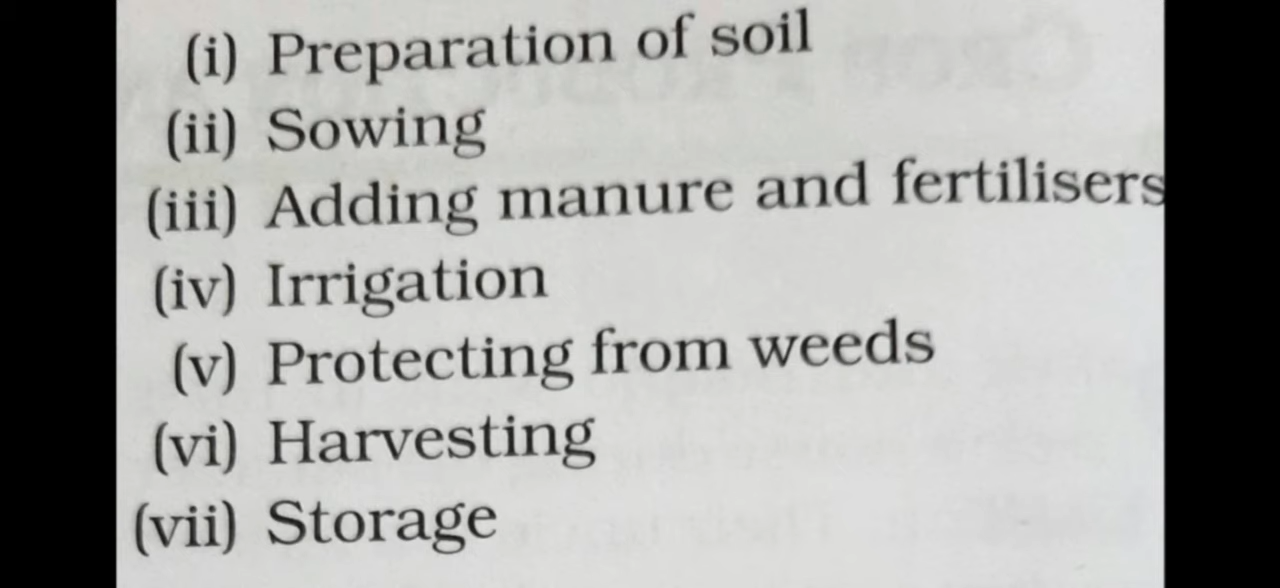 (i) Preparation of soil
(ii) Sowing
(iii) Adding manure and fertilisers
(iv) Irrigation
(v) Protecting from weeds
(vi) Harvesting
(vii) Storage